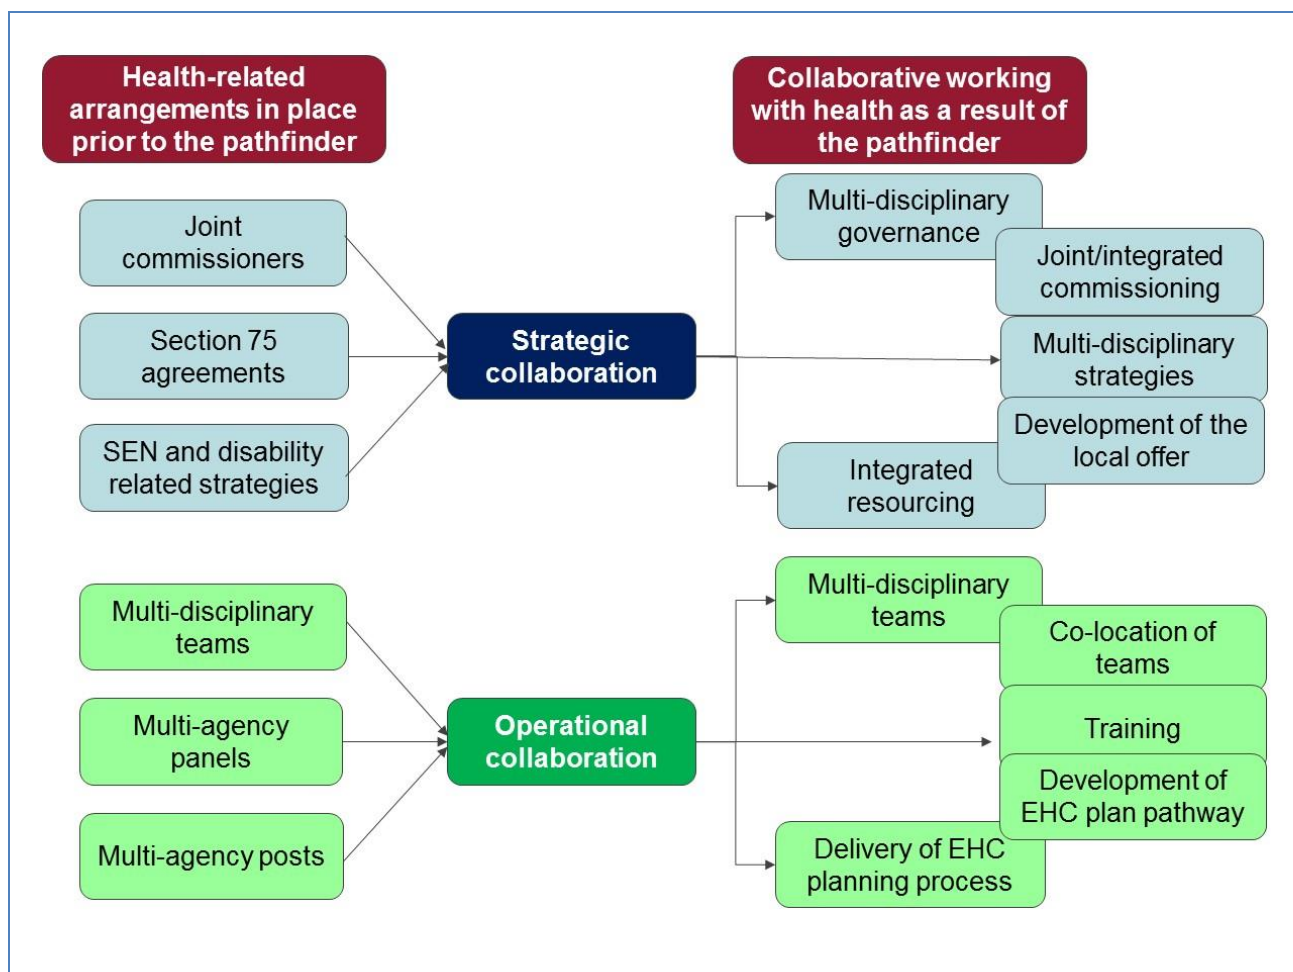 Health-related
arrangements in place
prior to the pathfinder
Collaborative working
with health as a result of
the pathfinder
Joint
commissioners
Section 75
agreements
SEN and disability
related strategies
Strategic
collaboration
Multi-disciplinary
governance
Joint/integrated
commissioning
Multi-disciplinary
strategies
Development of the
local offer
Integrated
resourcing
Multi-disciplinary
teams
Multi-agency
panels
Multi-agency posts
Operational
collaboration
Multi-disciplinary
teams
Co-location of
teams
Training
Development of
EHC plan pathway
Delivery of EHC
planning process